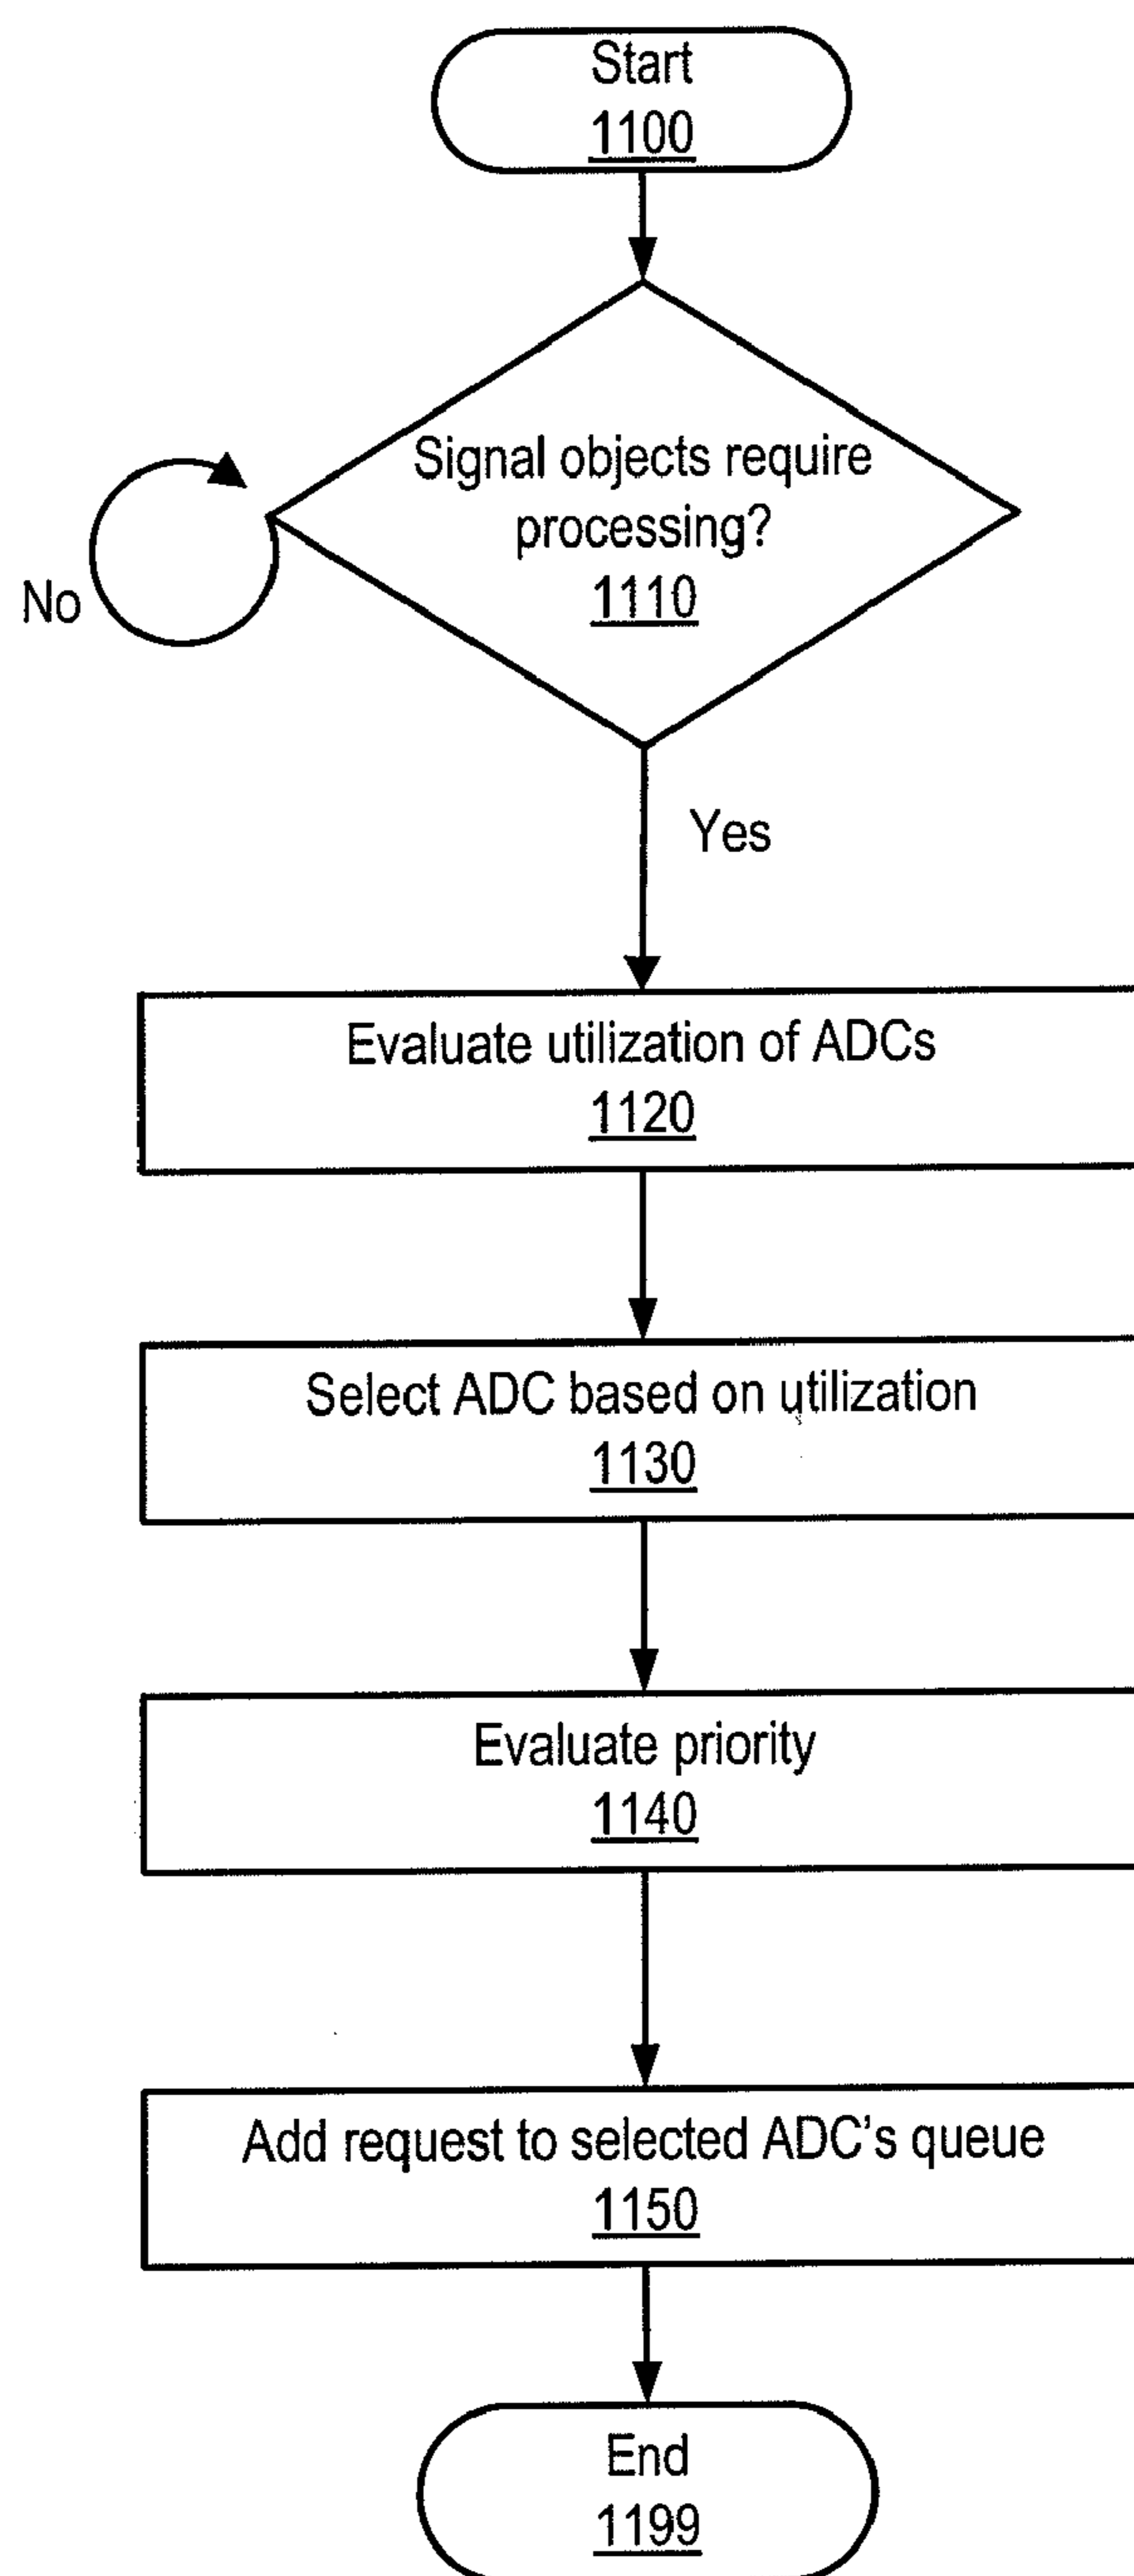 Start
1100
Signal objects require
processing?
1110
No
Yes
Evaluate utilization of ADCs
1120
Select ADC based on utilization
1130
Evaluate priority
1140
Add request to selected ADC's queue
1150
End
1199